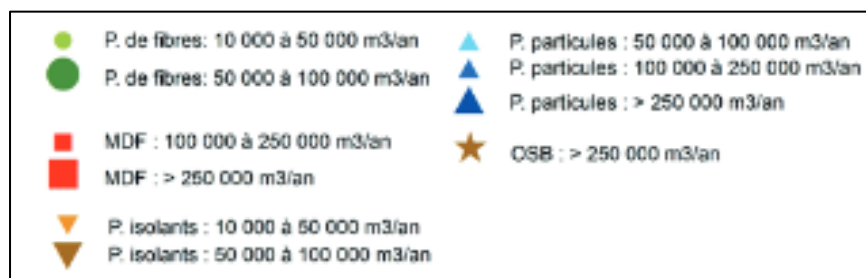 P. de fibres: 10 000 à 50 000 m3/an
P. de fibres: 50 000 à 100 000 m3/an
MDF : 100 000 à 250 000 m3/an
MDF : > 250 000 m3/an
P. isolants : 10 000 à 50 000 m3/an
P. isolants : 50 000 à 100 000 m3/an
P. particules : 50 000 à 100 000 m3/an
P. particules : 100 000 à 250 000 m3/an
P. particules : > 250 000 m3/an
OSB : > 250 000 m3/an